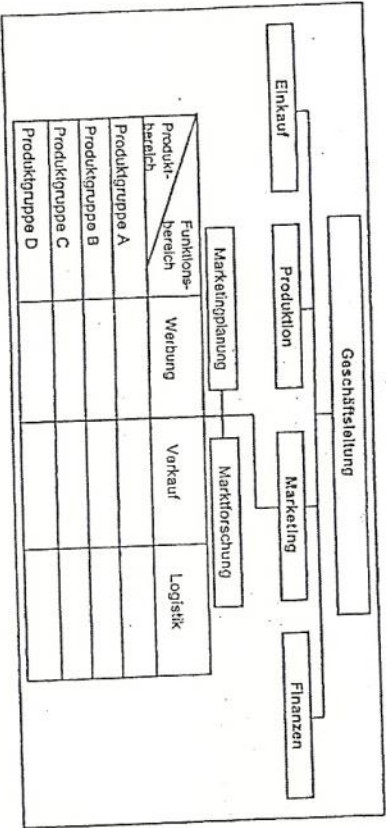 Geschäftsleitung
Einkauf
Produktion
Marketing
Finanzen
Marketingplanung
Marktforschung
Funktions-
bereich
Produkt-
bereich
Werbung
Verkauf
Logistik
Produktgruppe A
Produktgruppe B
Produktgruppe C
Produktgruppe D